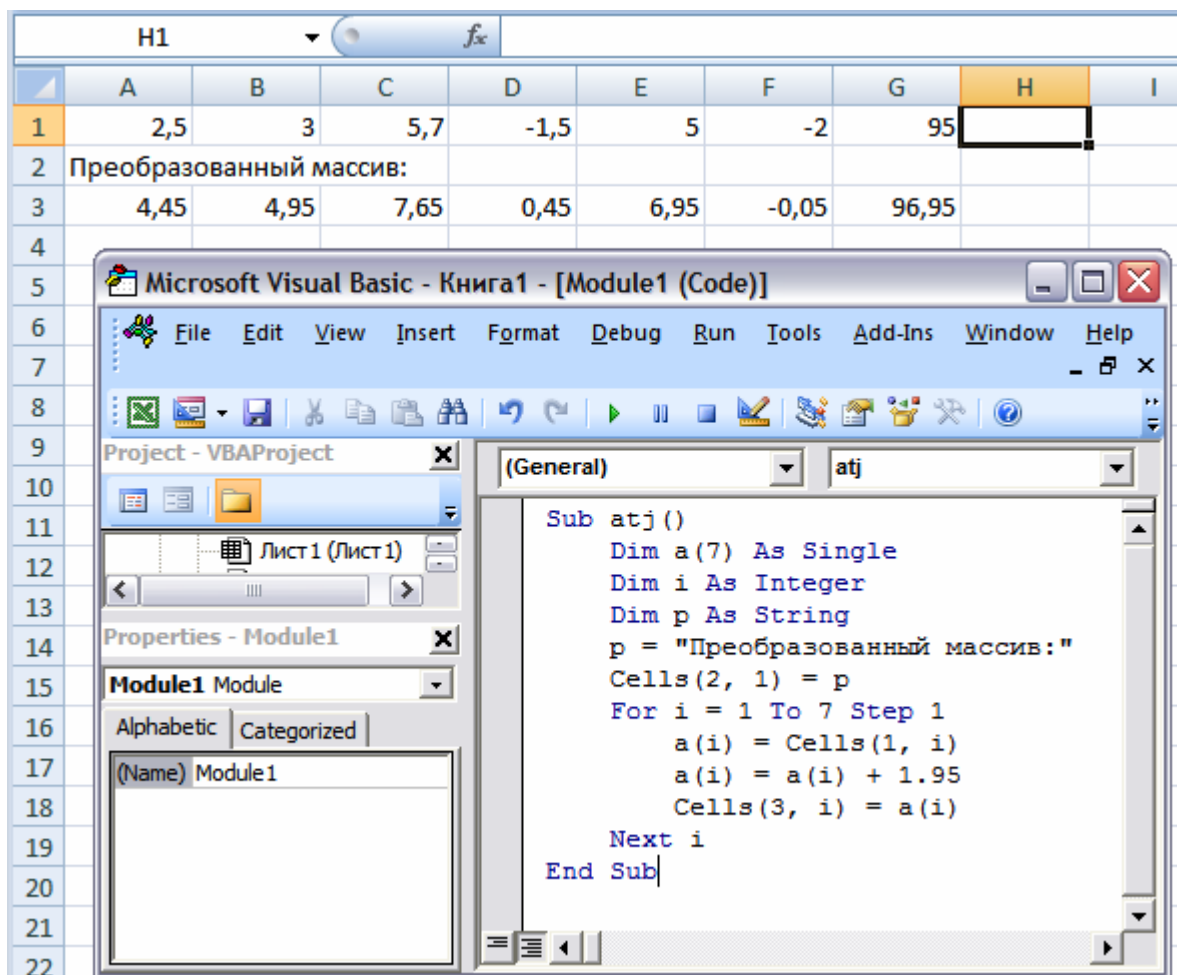 H1 fx
A B C D E F G H I
1 2,5 3 5,7 -1,5 5 -2 95
2 Преобразованный массив:
3 4,45 4,95 7,65 0,45 6,95 -0,05 96,95
4
5
6
7
8
9
10
11
12
13
14
15
16
17
18
19
20
21
22
Microsoft Visual Basic - Книга1 - [Module1 (Code)]
File Edit View Insert Format Debug Run Tools Add-Ins Window Help
Project - VBAProject
Лист1 (Лист1)
Properties - Module1
Module1 Module
Alphabetic Categorized
(Name) Module1
(General) atj
Sub atj()
Dim a(7) As Single
Dim i As Integer
Dim p As String
p = "Преобразованный массив:"
Cells(2, 1) = p
For i = 1 To 7 Step 1
a(i) = Cells(1, i)
a(i) = a(i) + 1.95
Cells(3, i) = a(i)
Next i
End Sub